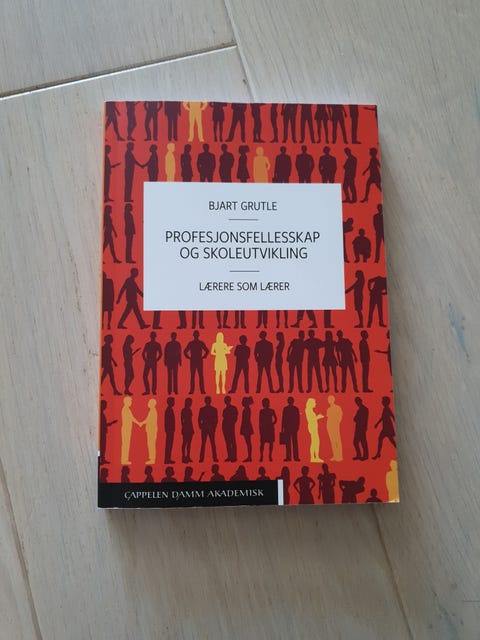 BJART GRUTLE
PROFESJONSFELLESSKAP
OG SKOLEUTVIKLING
LÆRERE SOM LÆRER
CAPPELEN DAMM AKADEMISK